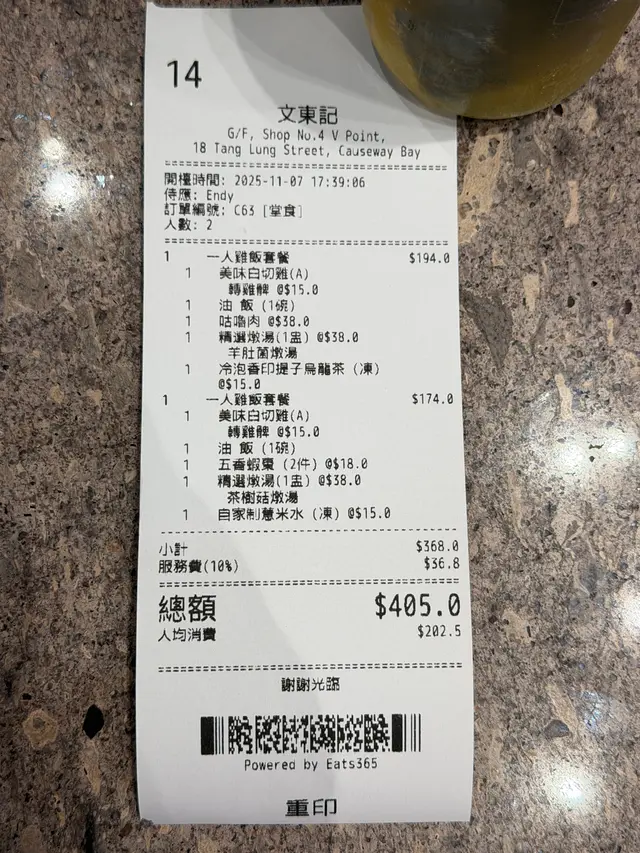 14
文東記
G/F, Shop No.4 V Point,
18 Tang Lung Street, Causeway Bay
開檯時間: 2025-11-07 17:39:06
侍應: Endy
訂單編號: C63 [堂食]
人數: 2
1 一人雞飯套餐 $194.0
1 美味白切雞(A)
轉雞髀 @$15.0
1 油 飯 (1碗)
1 咕嚕肉 @$38.0
1 精選燉湯(1盅) @$38.0
羊肚菌燉湯
1 冷泡香印提子烏龍茶 (凍)
@$15.0
1 一人雞飯套餐 $174.0
1 美味白切雞(A)
轉雞髀 @$15.0
1 油 飯 (1碗)
1 五香蝦棗 (2件) @$18.0
1 精選燉湯(1盅) @$38.0
茶樹菇燉湯
1 自家制薏米水 (凍) @$15.0
小計 $368.0
服務費(10%) $36.8
總額 $405.0
人均消費 $202.5
謝謝光臨
Powered by Eats365
重印